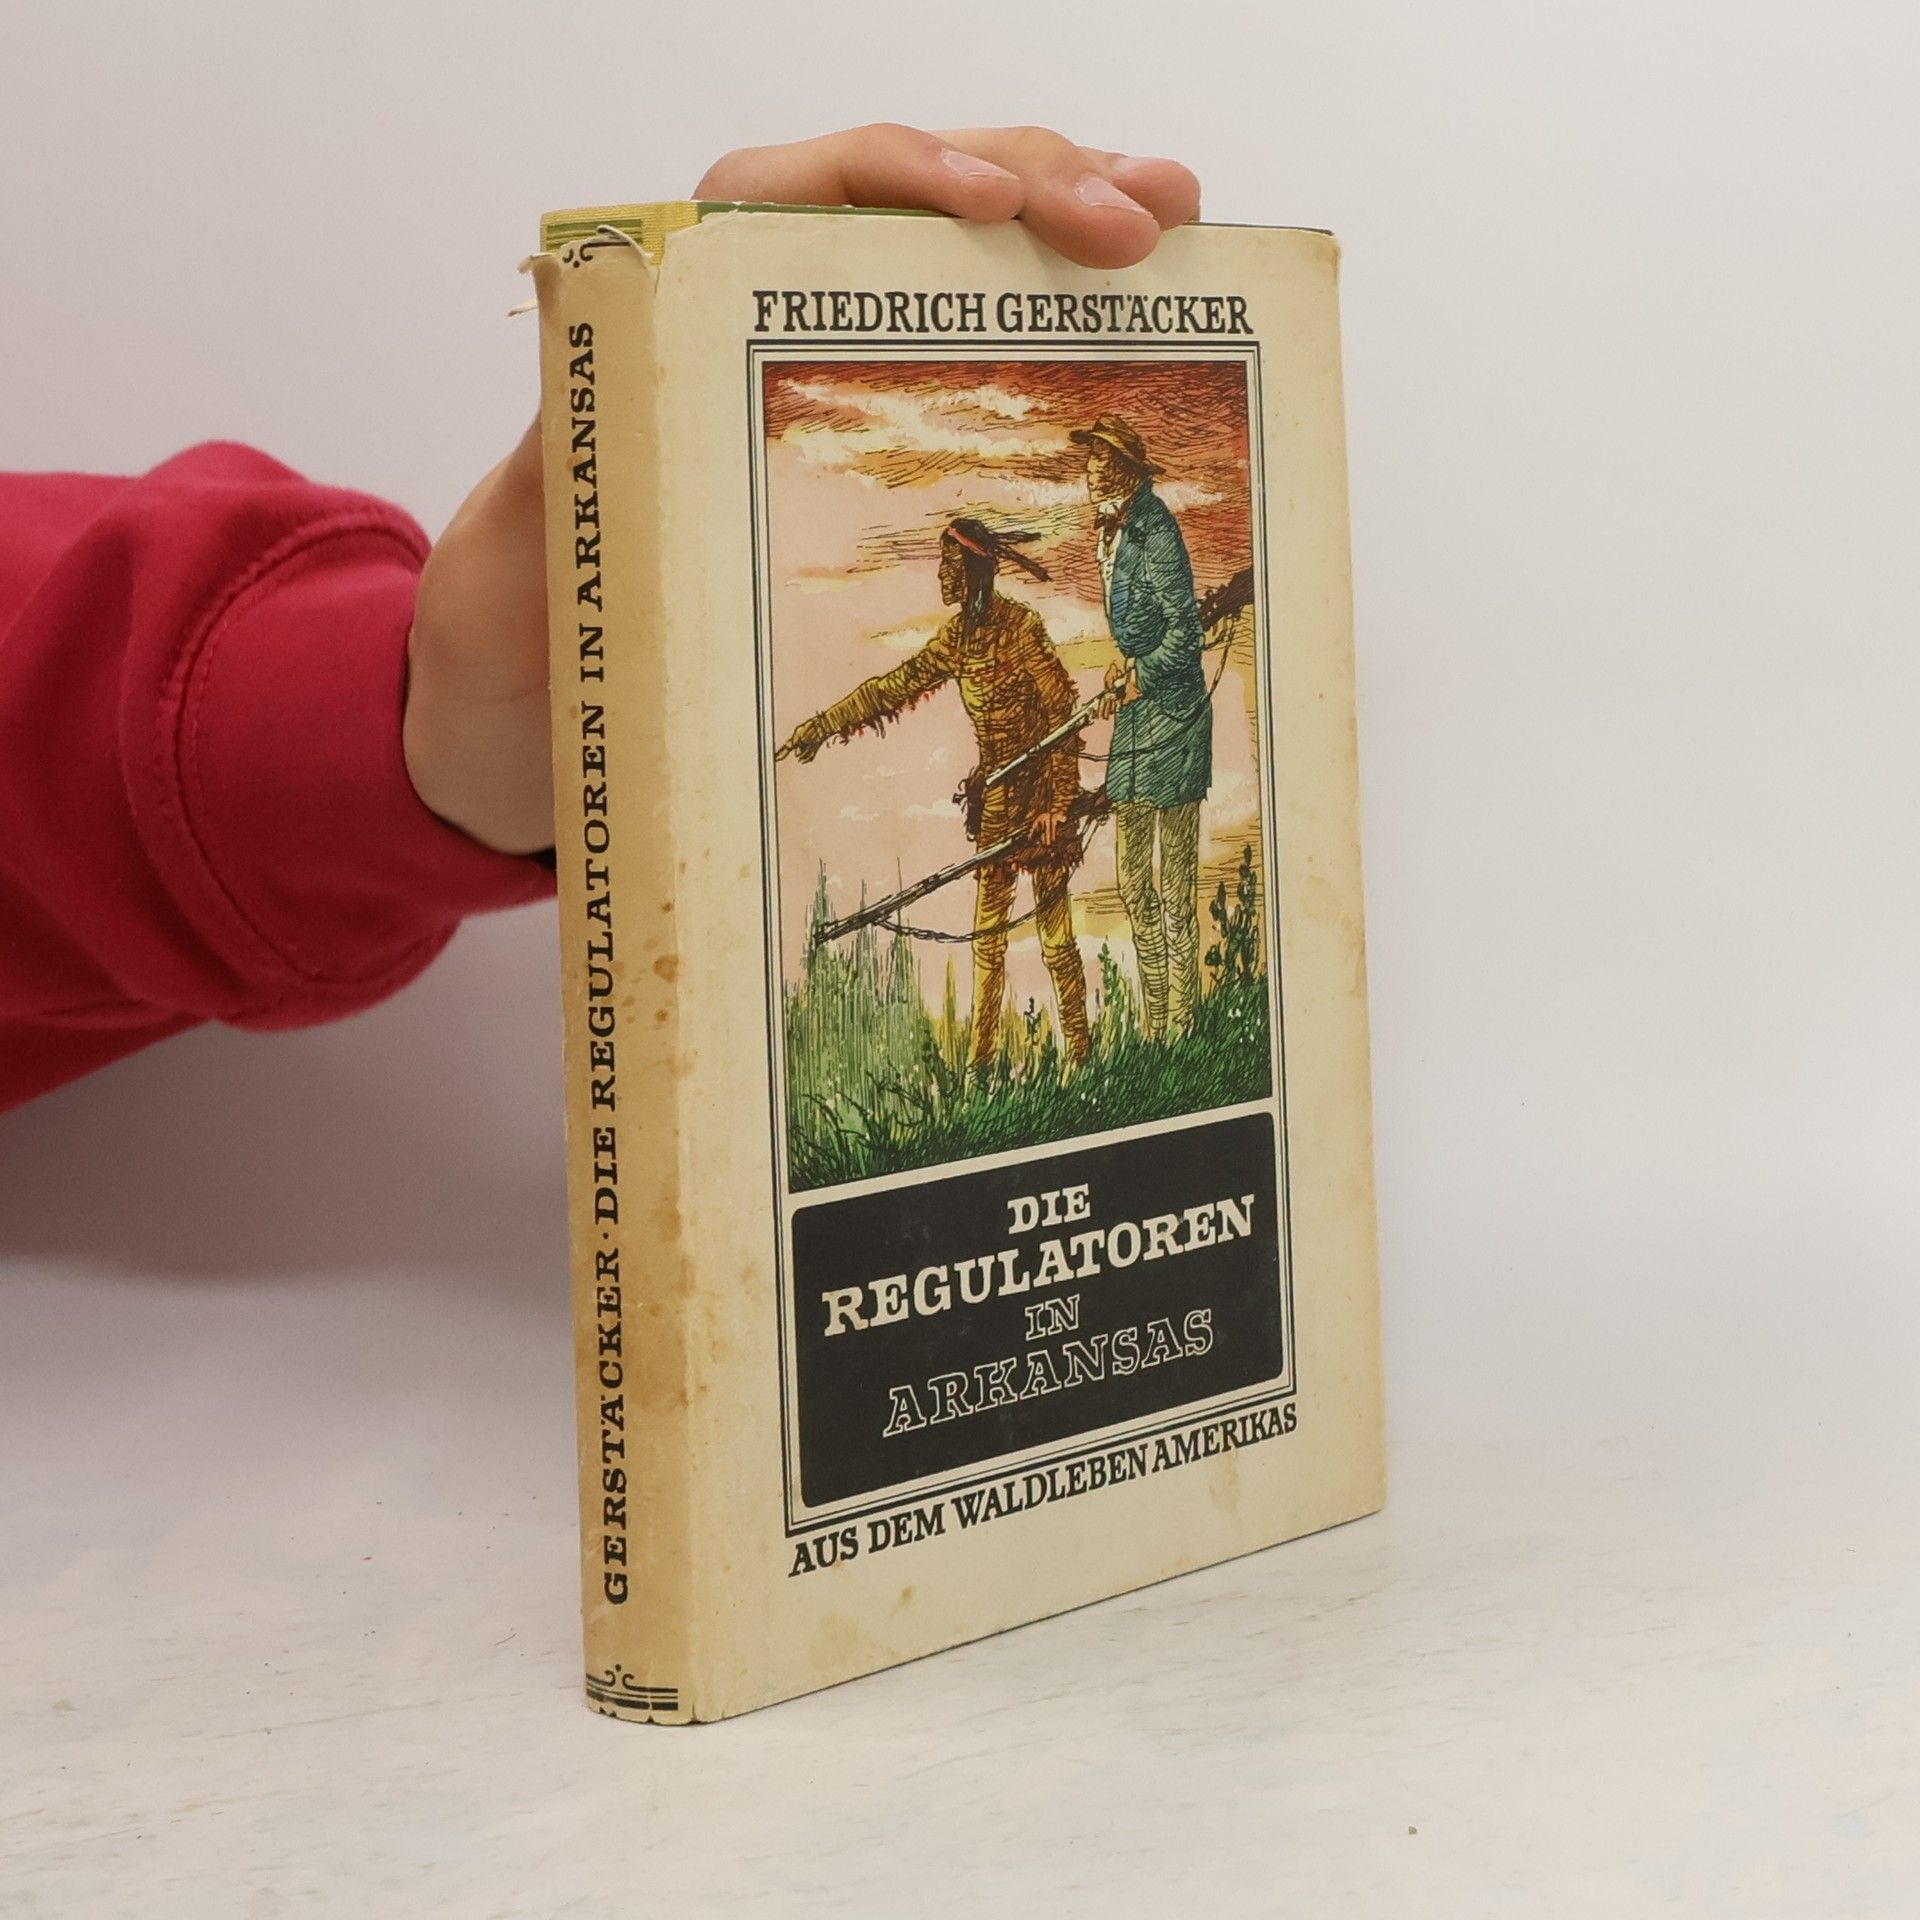 GERSTÄCKER · DIE REGULATOREN IN ARKANSAS
FRIEDRICH GERSTÄCKER
DIE
REGULATOREN
IN
ARKANSAS
AUS DEM WALDLEBEN AMERIKAS